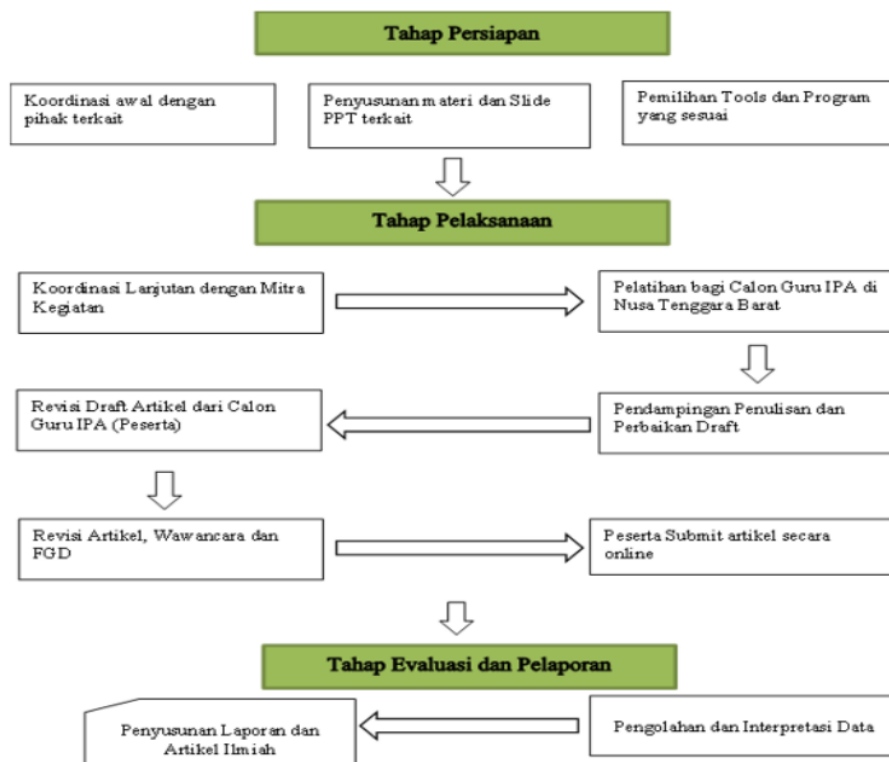 Tahap Persiapan
Koordinasi awal dengan
pihak terkait
Penyusunan materi dan Slide
PPT terkait
Pemilihan Tools dan Program
yang sesuai
Tahap Pelaksanaan
Koordinasi Lanjutan dengan Mitra
Kegiatan
Pelatihan bagi Calon Guru IPA di
Nusa Tenggara Barat
Pendampingan Penulisan dan
Perbaikan Draft
Revisi Draft Artikel dari Calon
Guru IPA (Peserta)
Revisi Artikel, Wawancara dan
FGD
Peserta Submit artikel secara
online
Tahap Evaluasi dan Pelaporan
Pengolahan dan Interpretasi Data
Penyusunan Laporan dan
Artikel Ilmiah